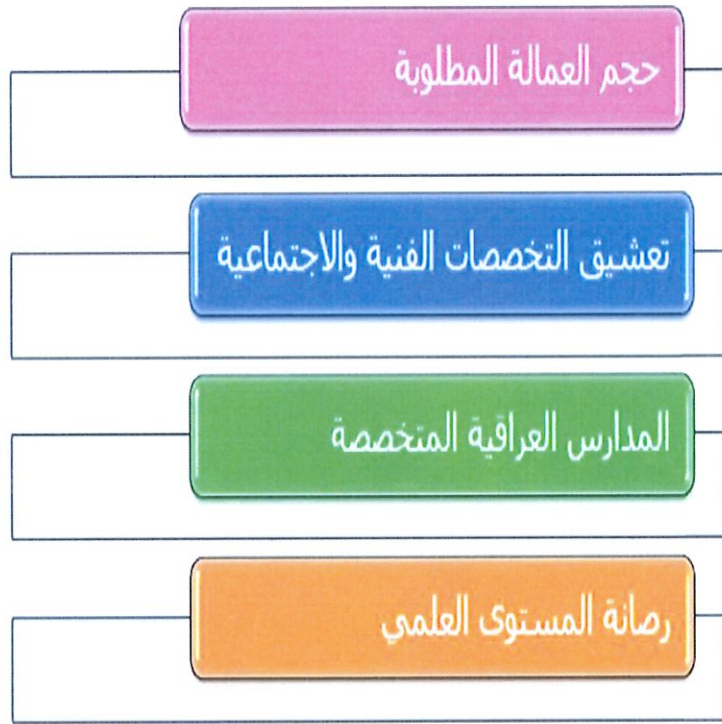 حجم العمالة المطلوبة
تعشيق التخصصات الفنية والاجتماعية
المدارس العراقية المتخصصة
رصانة المستوى العلمي